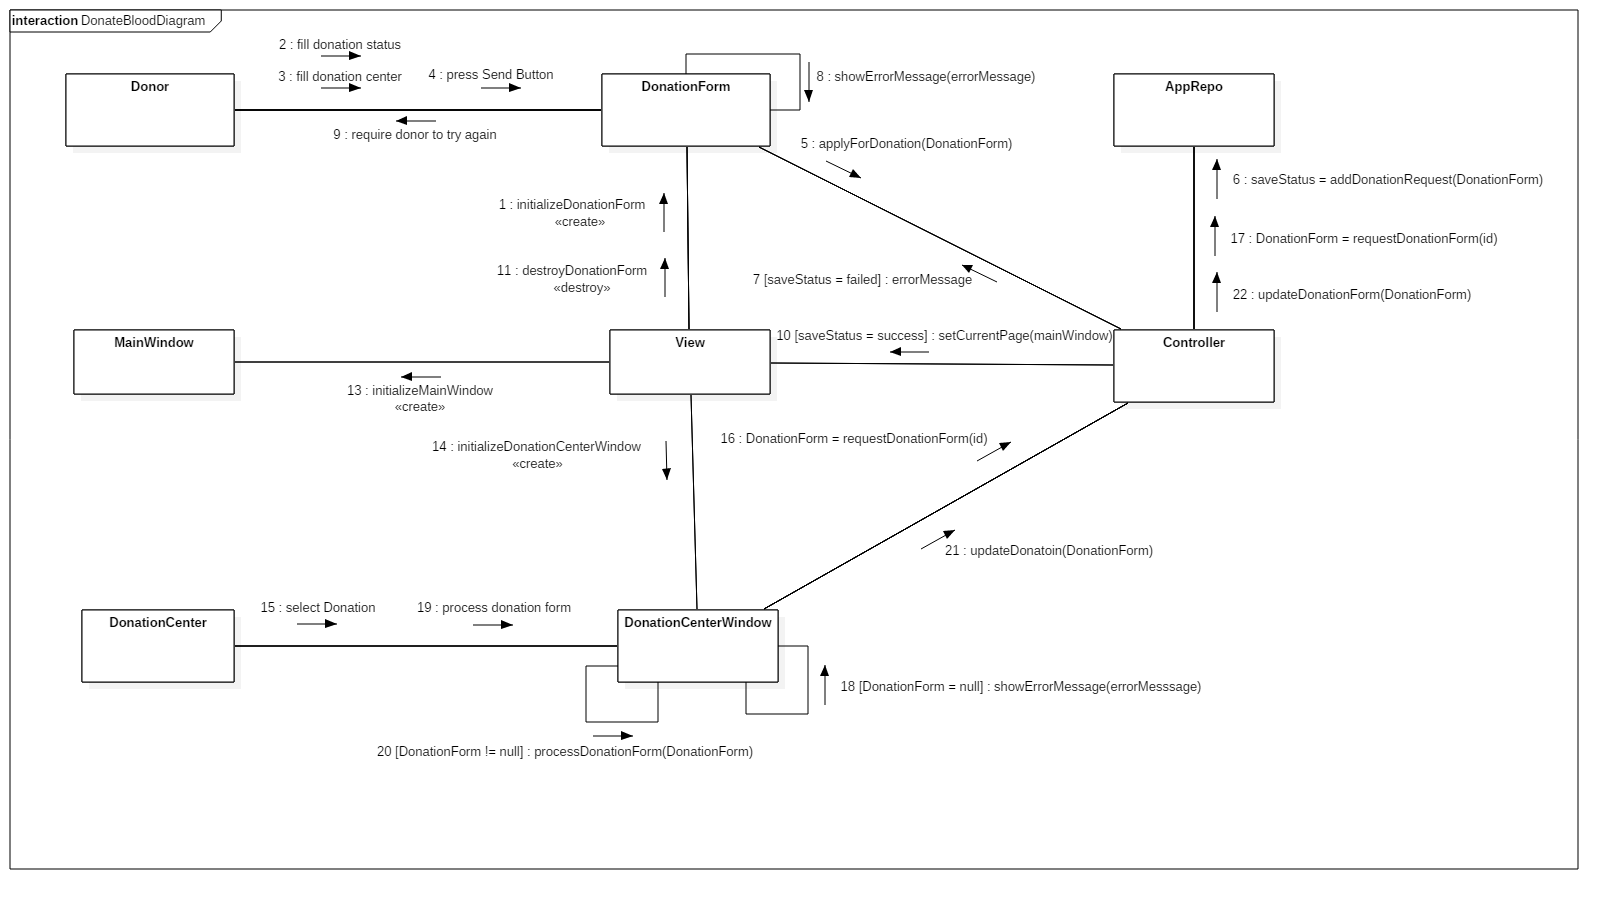 interaction DonateBloodDiagram
2 : fill donation status
3 : fill donation center
4 : press Send Button
8 : showErrorMessage(errorMessage)
Donor
DonationForm
AppRepo
9 : require donor to try again
5 : applyForDonation(DonationForm)
6 : saveStatus = addDonationRequest(DonationForm)
1 : initializeDonationForm
«create»
17 : DonationForm = requestDonationForm(id)
11 : destroyDonationForm
«destroy»
7 [saveStatus = failed] : errorMessage
22 : updateDonationForm(DonationForm)
MainWindow
View
10 [saveStatus = success] : setCurrentPage(mainWindow)
Controller
13 : initializeMainWindow
«create»
14 : initializeDonationCenterWindow
«create»
16 : DonationForm = requestDonationForm(id)
21 : updateDonatoin(DonationForm)
15 : select Donation
19 : process donation form
DonationCenter
DonationCenterWindow
18 [DonationForm = null] : showErrorMessage(errorMesssage)
20 [DonationForm != null] : processDonationForm(DonationForm)